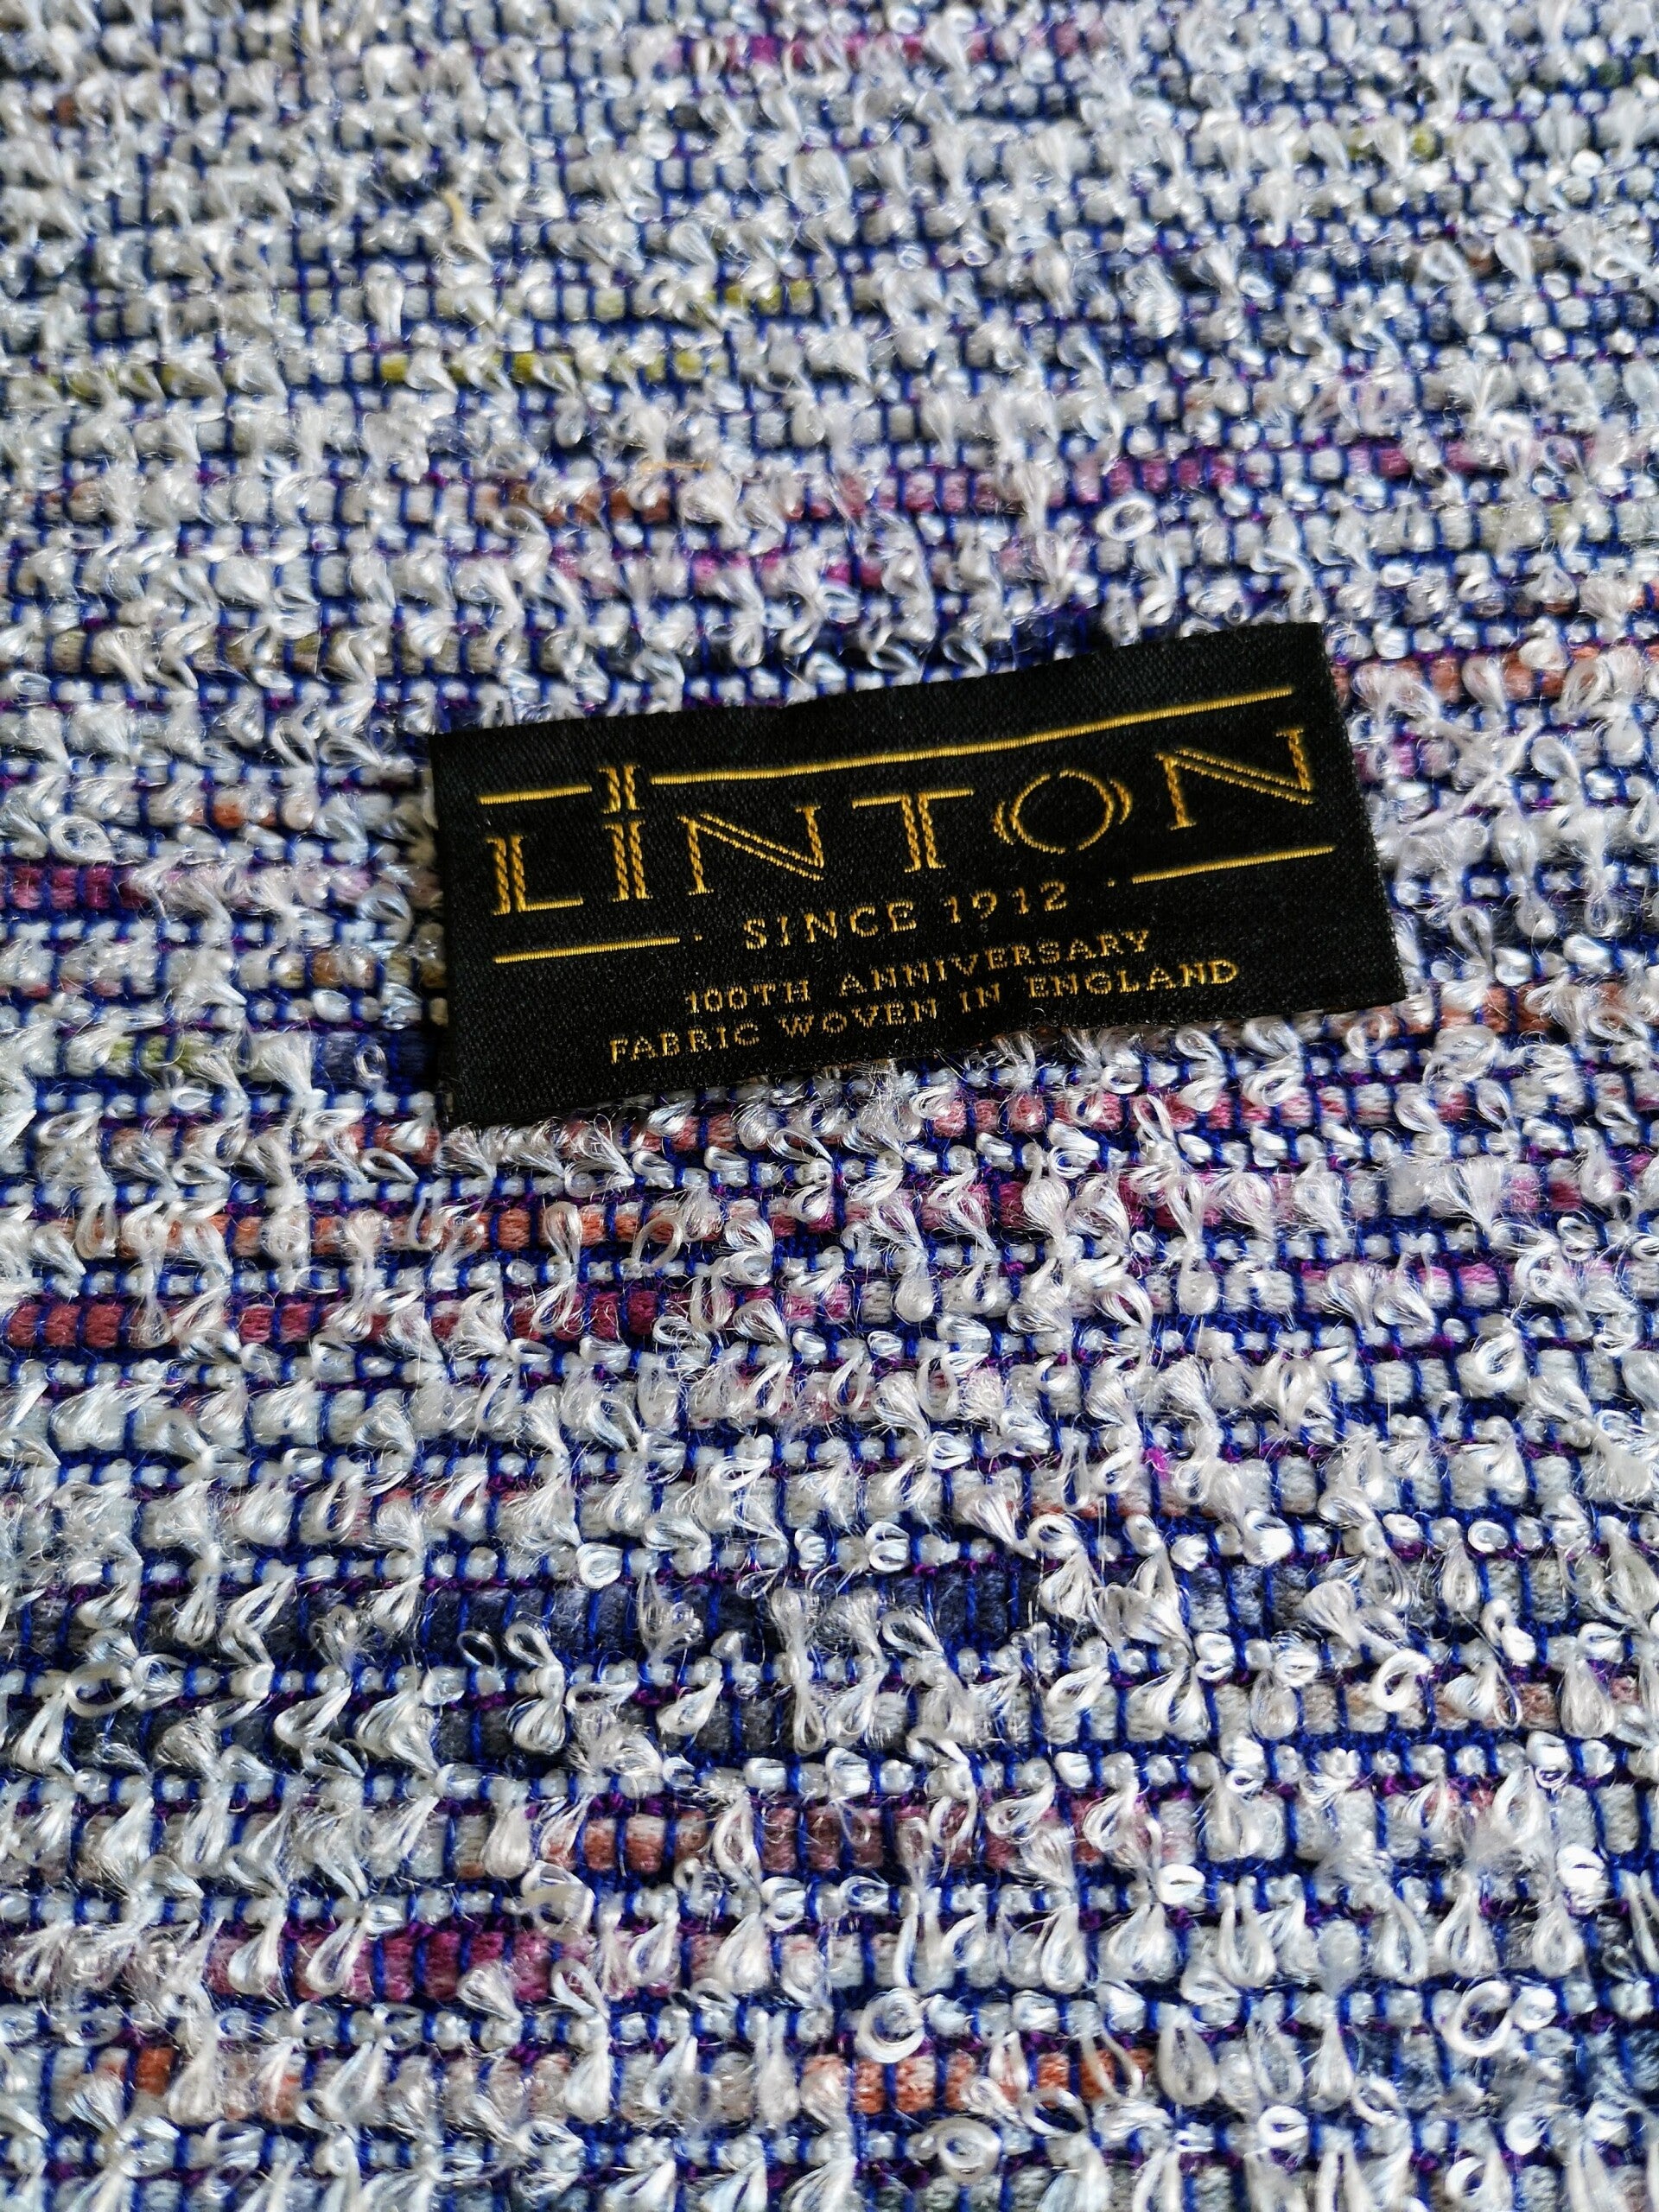 LINTON
SINCE 1912
100TH ANNIVERSARY
FABRIC WOVEN IN ENGLAND